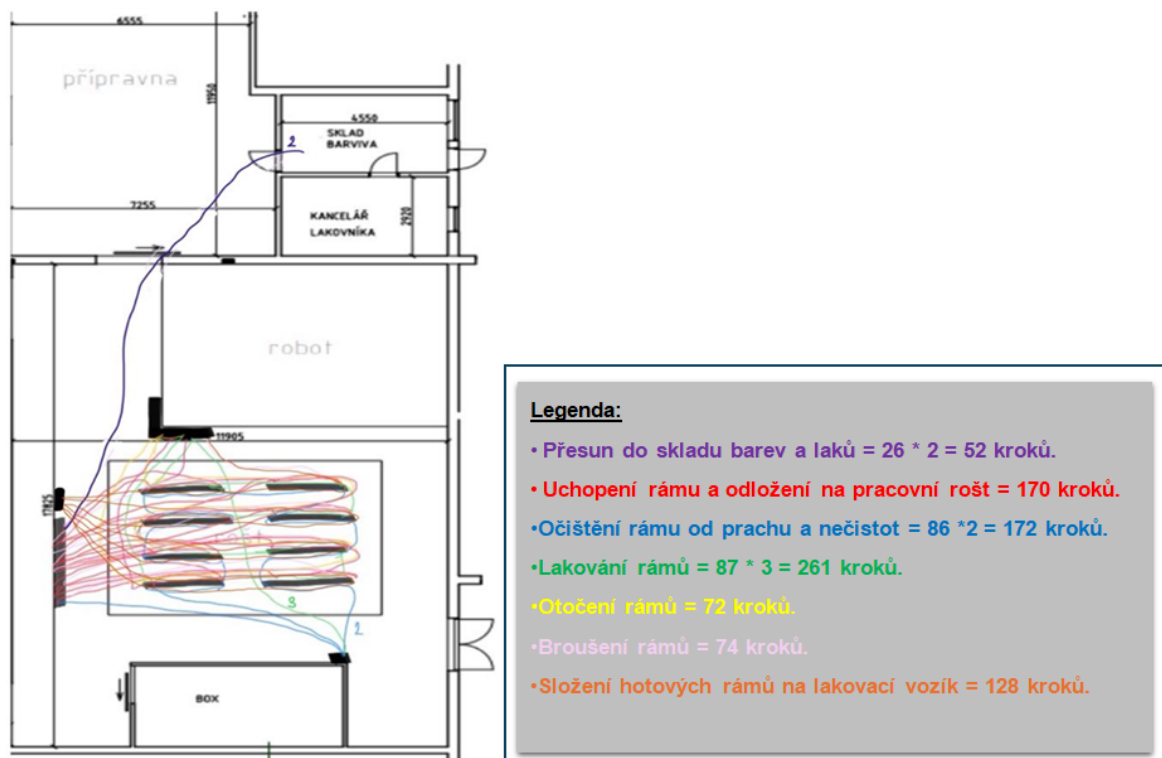 6555
přípravna
11950
4550
SKLAD
BARVIVA
2
7255
KANCELÁŘ
LAKOVNÍKA
2920
robot
11905
17825
3
2
BOX
Legenda:
• Přesun do skladu barev a laků = 26 * 2 = 52 kroků.
• Uchopení rámu a odložení na pracovní rošt = 170 kroků.
• Očištění rámu od prachu a nečistot = 86 *2 = 172 kroků.
• Lakování rámů = 87 * 3 = 261 kroků.
• Otočení rámů = 72 kroků.
• Broušení rámů = 74 kroků.
• Složení hotových rámů na lakovací vozík = 128 kroků.